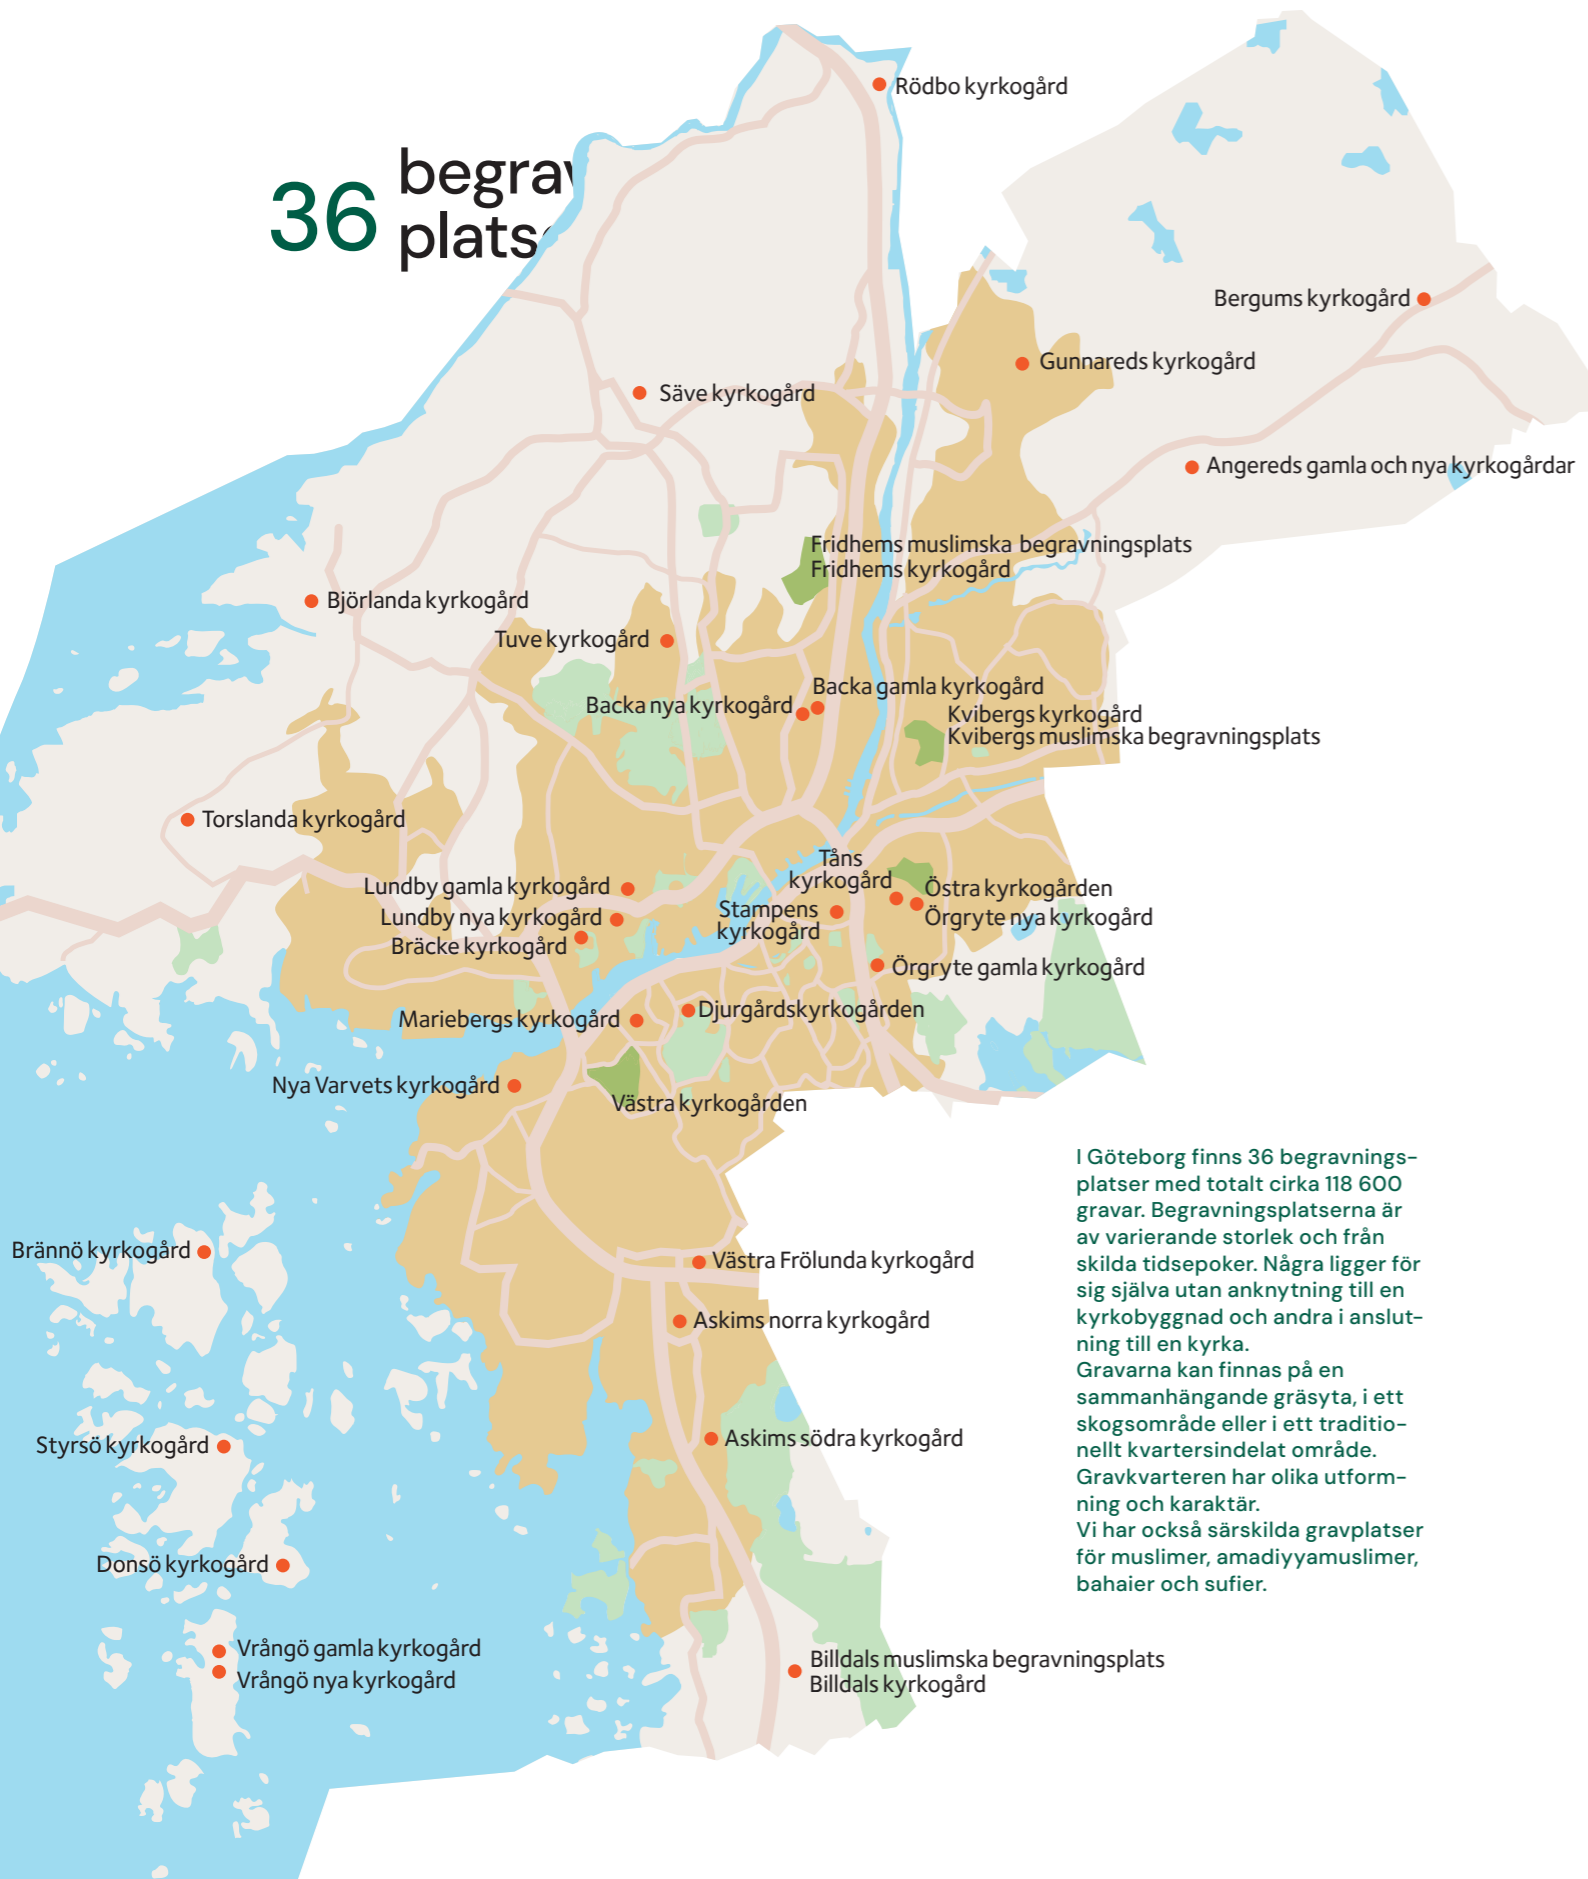 Rödbo kyrkogård
36
Bergums kyrkogård
Gunnareds kyrkogård
Säve kyrkogård
Angereds gamla och nya kyrkogårdar
Fridhems muslimska begravningsplats
Fridhems kyrkogård
Björlanda kyrkogård
Tuve kyrkogård
Backa gamla kyrkogård
Backa nya kyrkogård
Kvibergs kyrkogård
Kvibergs muslimska begravningsplats
Torslanda kyrkogård
Tåns
kyrkogård
Lundby gamla kyrkogård
Östra kyrkogården
Lundby nya kyrkogård
Stampens
kyrkogård
Örgryte nya kyrkogård
Bräcke kyrkogård
Örgryte gamla kyrkogård
Djurgårdskyrkogården
Mariebergs kyrkogård
Nya Varvets kyrkogård
Västra kyrkogården
I Göteborg finns 36 begravnings-
platser med totalt cirka 118 600
gravar. Begravningsplatserna är
av varierande storlek och från
skilda tidsepoker. Några ligger för
sig själva utan anknytning till en
kyrkobyggnad och andra i anslut-
ning till en kyrka.
Gravarna kan finnas på en
sammanhängande gräsyta, i ett
skogsområde eller i ett traditio-
nellt kvartersindelat område.
Gravkvarteren har olika utform-
ning och karaktär.
Vi har också särskilda gravplatser
för muslimer, amadiyyamuslimer,
bahaier och sufier.
Brännö kyrkogård
Västra Frölunda kyrkogård
Askims norra kyrkogård
Styrsö kyrkogård
Askims södra kyrkogård
Donsö kyrkogård
Vrångö gamla kyrkogård
Vrångö nya kyrkogård
Billdals muslimska begravningsplats
Billdals kyrkogård